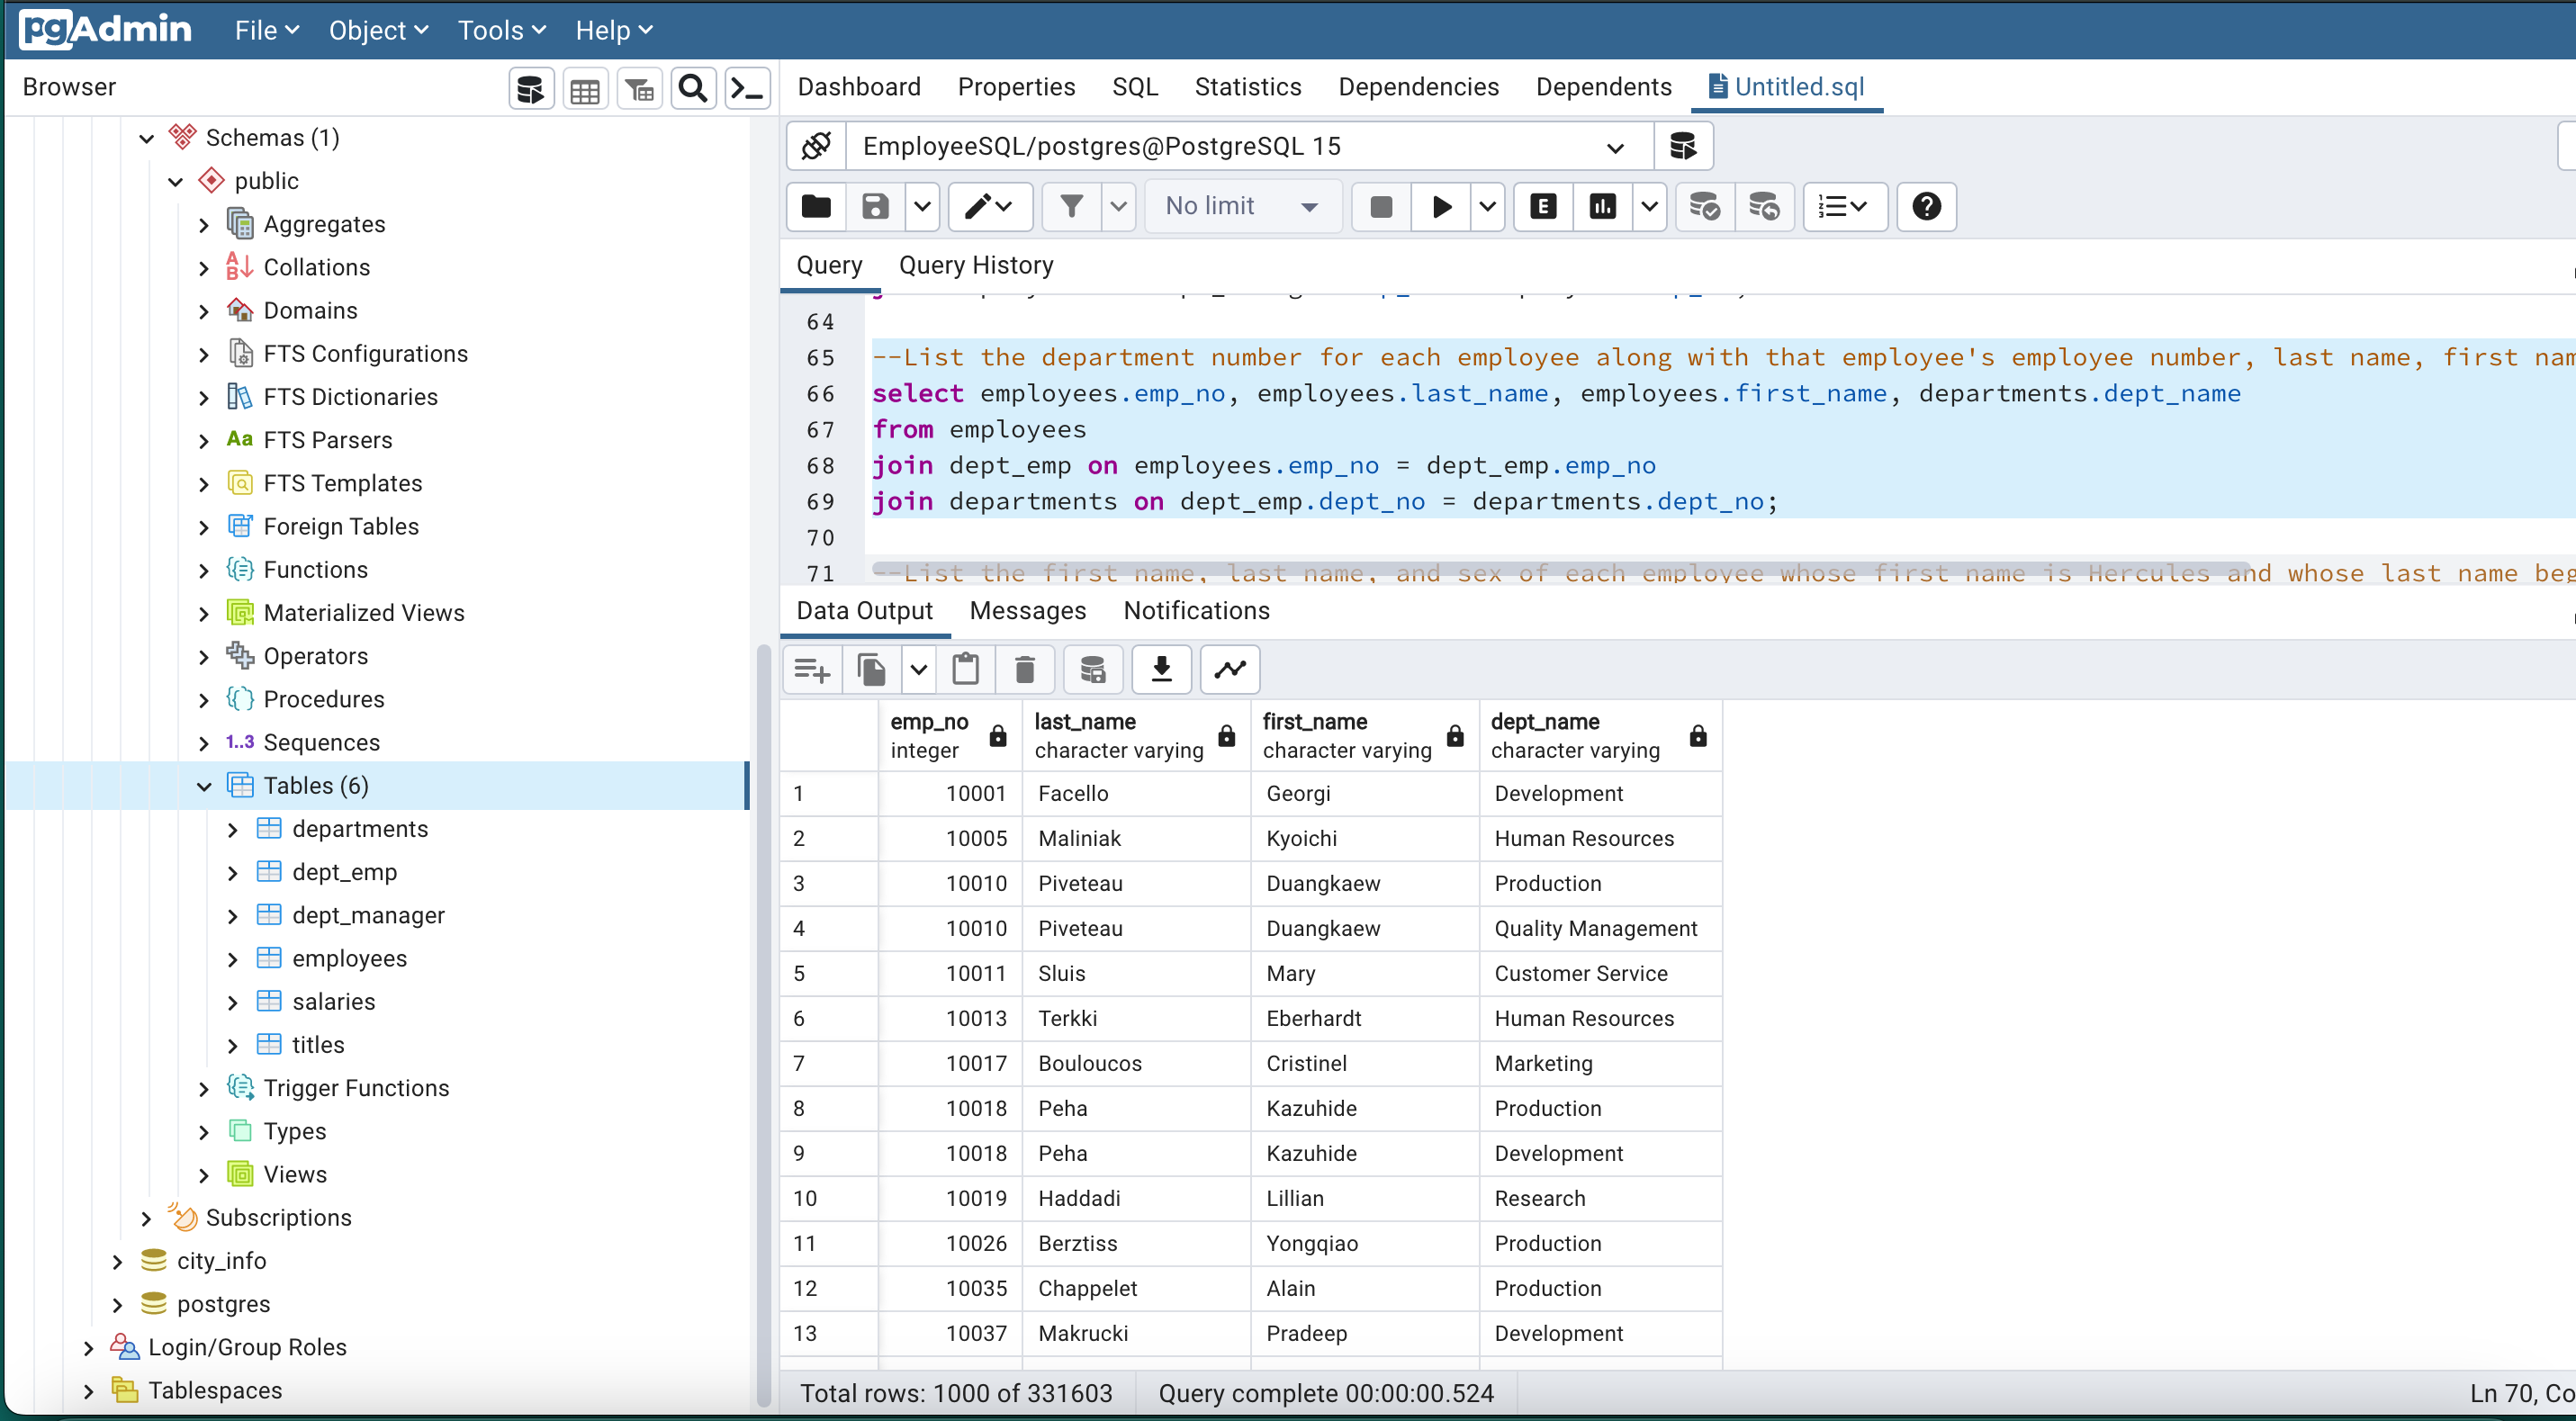 pgAdmin File Object Tools Help
Browser
Dashboard Properties SQL Statistics Dependencies Dependents Untitled.sql
Schemas (1)
public
Aggregates
Collations
Domains
FTS Configurations
FTS Dictionaries
Aa FTS Parsers
FTS Templates
Foreign Tables
Functions
Materialized Views
Operators
Procedures
1..3 Sequences
Tables (6)
departments
dept_emp
dept_manager
employees
salaries
titles
Trigger Functions
Types
Views
Subscriptions
city_info
postgres
Login/Group Roles
Tablespaces
EmployeeSQL/postgres@PostgreSQL 15
No limit E
Query Query History
64
65 --List the department number for each employee along with that employee's employee number, last name, first
66 select employees.emp_no, employees.last_name, employees.first_name, departments.dept_name
67 from employees
68 join dept_emp on employees.emp_no = dept_emp.emp_no
69 join departments on dept_emp.dept_no = departments.dept_no;
70
71 --List the first name, last name, and sex of each employee whose first name is Hercules and whose last name
Data Output Messages Notifications
emp_no last_name first_name dept_name
integer character varying character varying character varying
1 10001 Facello Georgi Development
2 10005 Maliniak Kyoichi Human Resources
3 10010 Piveteau Duangkaew Production
4 10010 Piveteau Duangkaew Quality Management
5 10011 Sluis Mary Customer Service
6 10013 Terkki Eberhardt Human Resources
7 10017 Bouloucos Cristinel Marketing
8 10018 Peha Kazuhide Production
9 10018 Peha Kazuhide Development
10 10019 Haddadi Lillian Research
11 10026 Berztiss Yongqiao Production
12 10035 Chappelet Alain Production
13 10037 Makrucki Pradeep Development
Total rows: 1000 of 331603 Query complete 00:00:00.524 Ln 70,